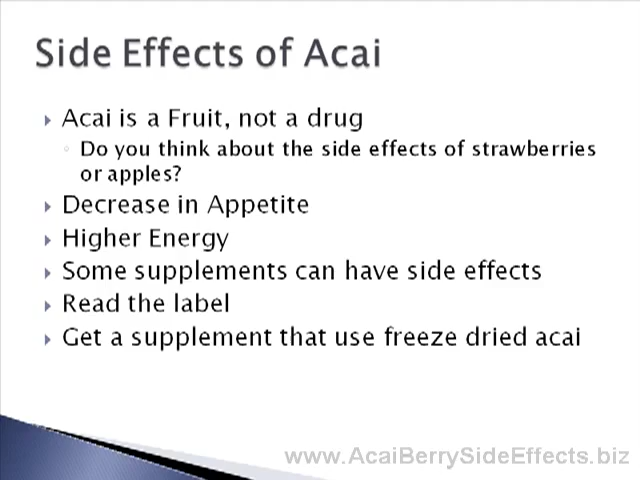 Side Effects of Acai
Acai is a Fruit, not a drug
Do you think about the side effects of strawberries
or apples?
Decrease in Appetite
Higher Energy
Some supplements can have side effects
Read the label
Get a supplement that use freeze dried acai
www.AcaiBerrySideEffects.biz